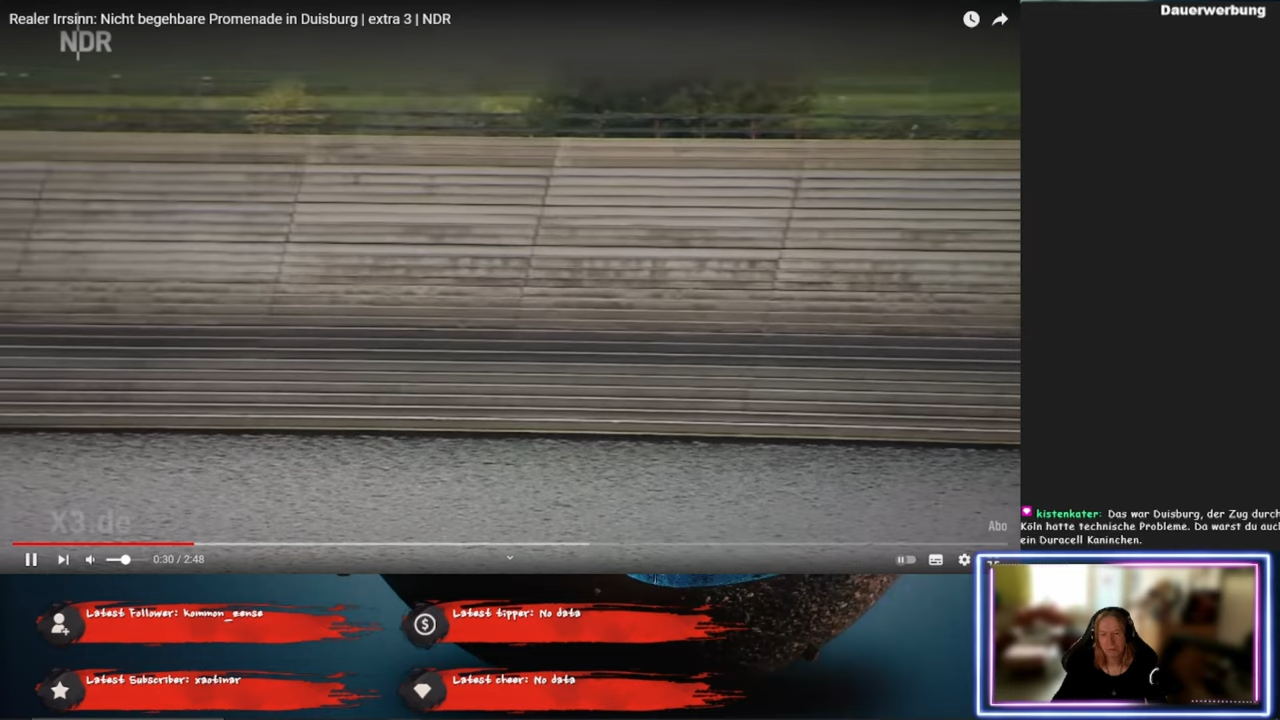 Realer Irrsinn: Nicht begehbare Promenade in Duisburg | extra 3 | NDR
Dauerwerbung
NDR
kistenkater: Das war Duisburg, der Zug durch
Köln hatte technische Probleme. Da warst du auch
ein Duracell Kaninchen.
X3.de
Abo
0:30 / 2:48
Latest Follower: Kommon_sense
Latest tipper: No data
Latest Subscriber: xaotinar
Latest cheer: No data